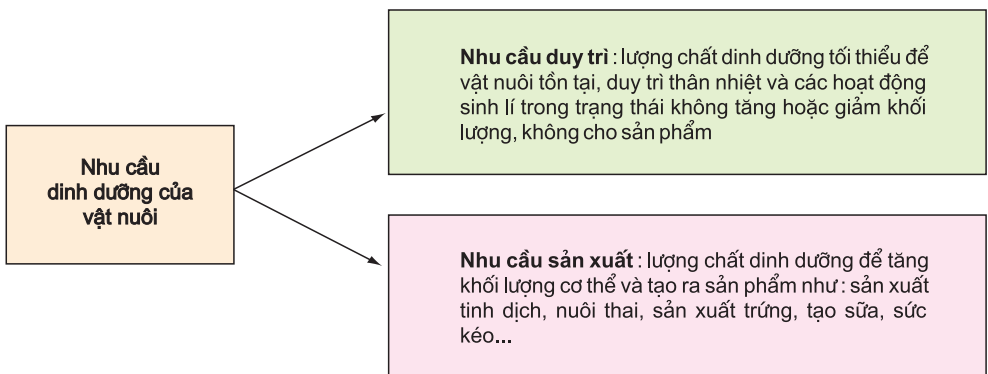 Nhu cầu
dinh dưỡng của
vật nuôi
Nhu cầu duy trì : lượng chất dinh dưỡng tối thiểu để
vật nuôi tồn tại, duy trì thân nhiệt và các hoạt động
sinh lí trong trạng thái không tăng hoặc giảm khối
lượng, không cho sản phẩm
Nhu cầu sản xuất : lượng chất dinh dưỡng để tăng
khối lượng cơ thể và tạo ra sản phẩm như : sản xuất
tinh dịch, nuôi thai, sản xuất trứng, tạo sữa, sức
kéo...